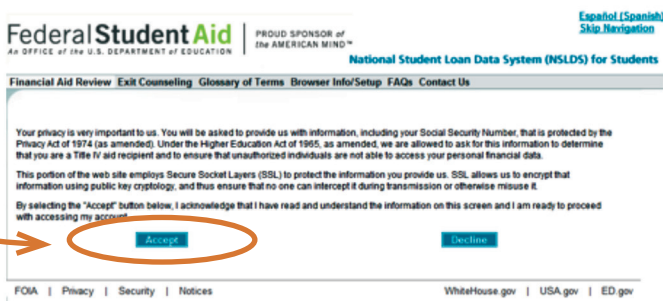 Español (Spanish)
Skip Navigation
Federal Student Aid
An OFFICE of the U.S. DEPARTMENT of EDUCATION
PROUD SPONSOR of
the AMERICAN MIND™
National Student Loan Data System (NSLDS) for Students
Financial Aid Review Exit Counseling Glossary of Terms Browser Info/Setup FAQs Contact Us
Your privacy is very important to us. You will be asked to provide us with information, including your Social Security Number, that is protected by the
Privacy Act of 1974 (as amended). Under the Higher Education Act of 1965, as amended, we are allowed to ask for this information to determine
that you are a Title IV aid recipient and to ensure that unauthorized individuals are not able to access your personal financial data.
This portion of the web site employs Secure Socket Layers (SSL) to protect the information you provide us. SSL allows us to encrypt that
information using public key cryptology, and thus ensure that no one can intercept it during transmission or otherwise misuse it.
By selecting the "Accept" button below, I acknowledge that I have read and understand the information on this screen and I am ready to proceed
with accessing my account
Accept Decline
FOIA | Privacy | Security | Notices WhiteHouse.gov | USA.gov | ED.gov